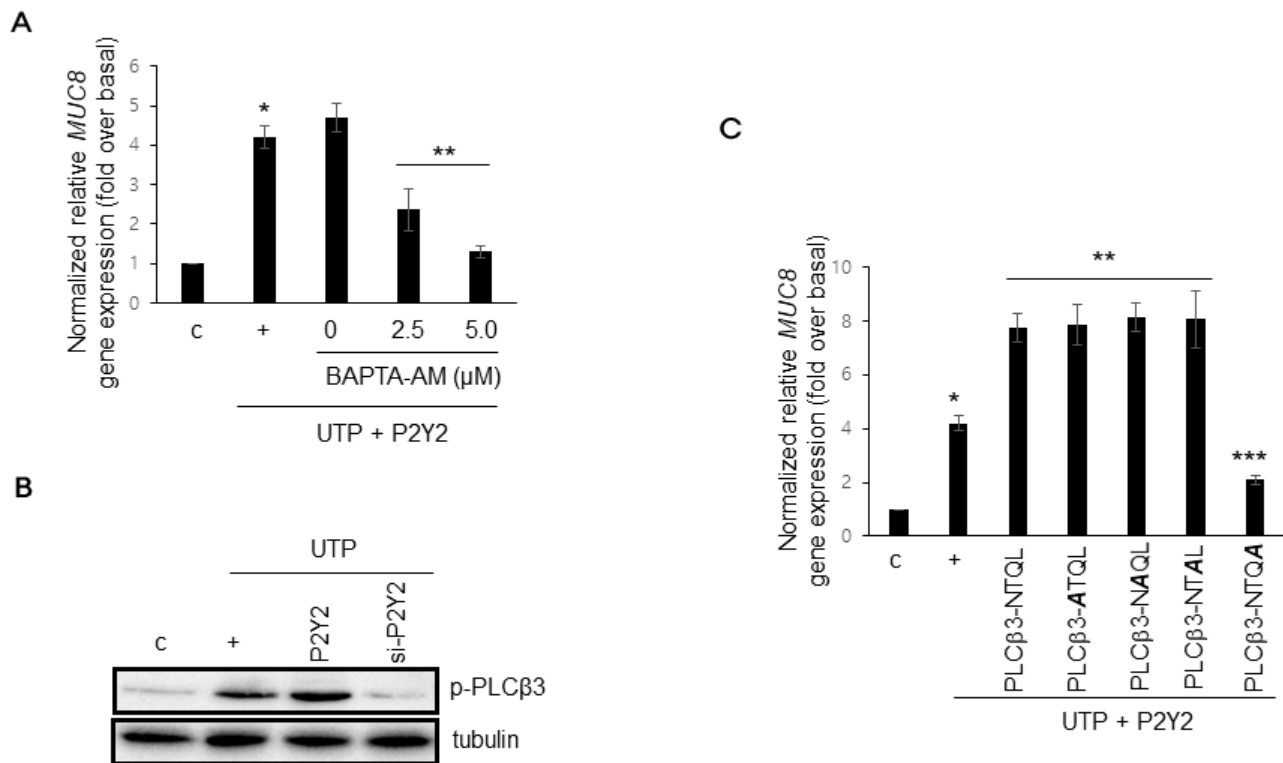 A
Normalized relative MUC8
gene expression (fold over basal)
6
5
4
3
2
1
0
*
**
c
+
0
2.5
5.0
BAPTA-AM (µM)
UTP + P2Y2
B
UTP
c
+
P2Y2
si-P2Y2
p-PLCβ3
tubulin
C
Normalized relative MUC8
gene expression (fold over basal)
10
8
6
4
2
0
*
**
***
c
+
PLCβ3-NTQL
PLCβ3-ATQL
PLCβ3-NAQL
PLCβ3-NTAL
PLCβ3-NTQA
UTP + P2Y2